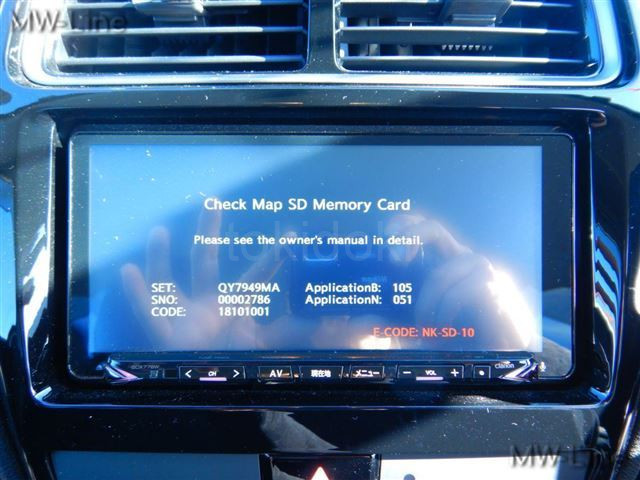 MW-Line
Check Map SD Memory Card
Please see the owner's manual in detail.
SET: QY7949MA ApplicationB: 105
SNO: 00002786 ApplicationN: 051
CODE: 18101001
E-CODE: NK-SD-10
< CH > AV 現在地 メニュー − VOL + clarion
MW-Line
MW-Line